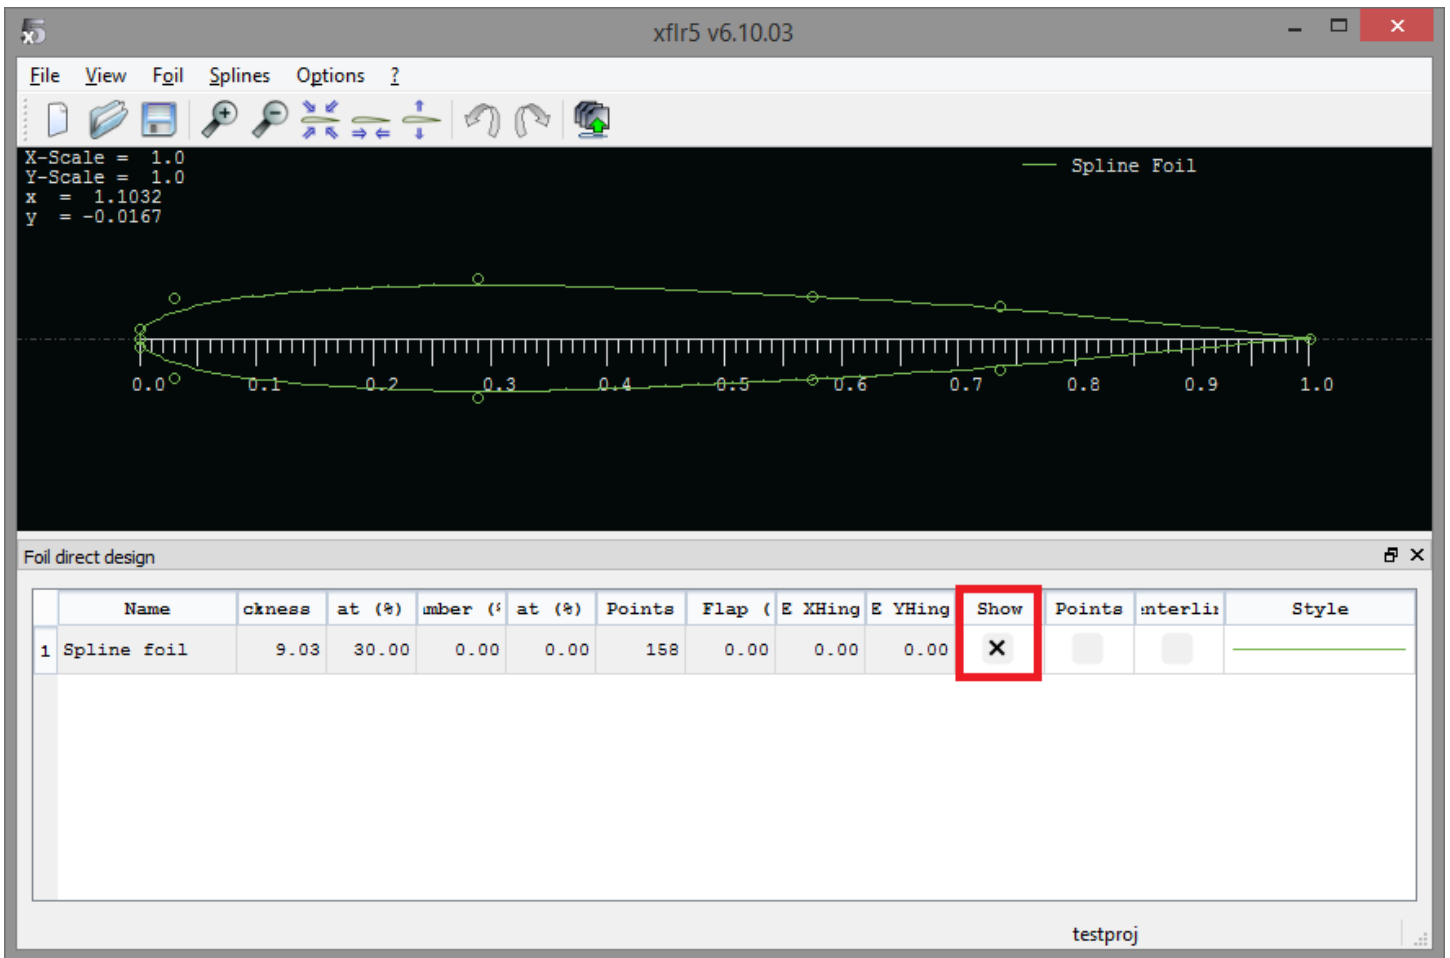 xflr5 v6.10.03
File View Foil Splines Options ?
X-Scale = 1.0
Y-Scale = 1.0
x = 1.1032
y = -0.0167
Spline Foil
0.0 0.1 0.2 0.3 0.4 0.5 0.6 0.7 0.8 0.9 1.0
Foil direct design
Name ckness at (%) mber (% at (%) Points Flap ( E XHing E YHing Show Points nterlin Style
1 Spline foil 9.03 30.00 0.00 0.00 158 0.00 0.00 0.00
testproj